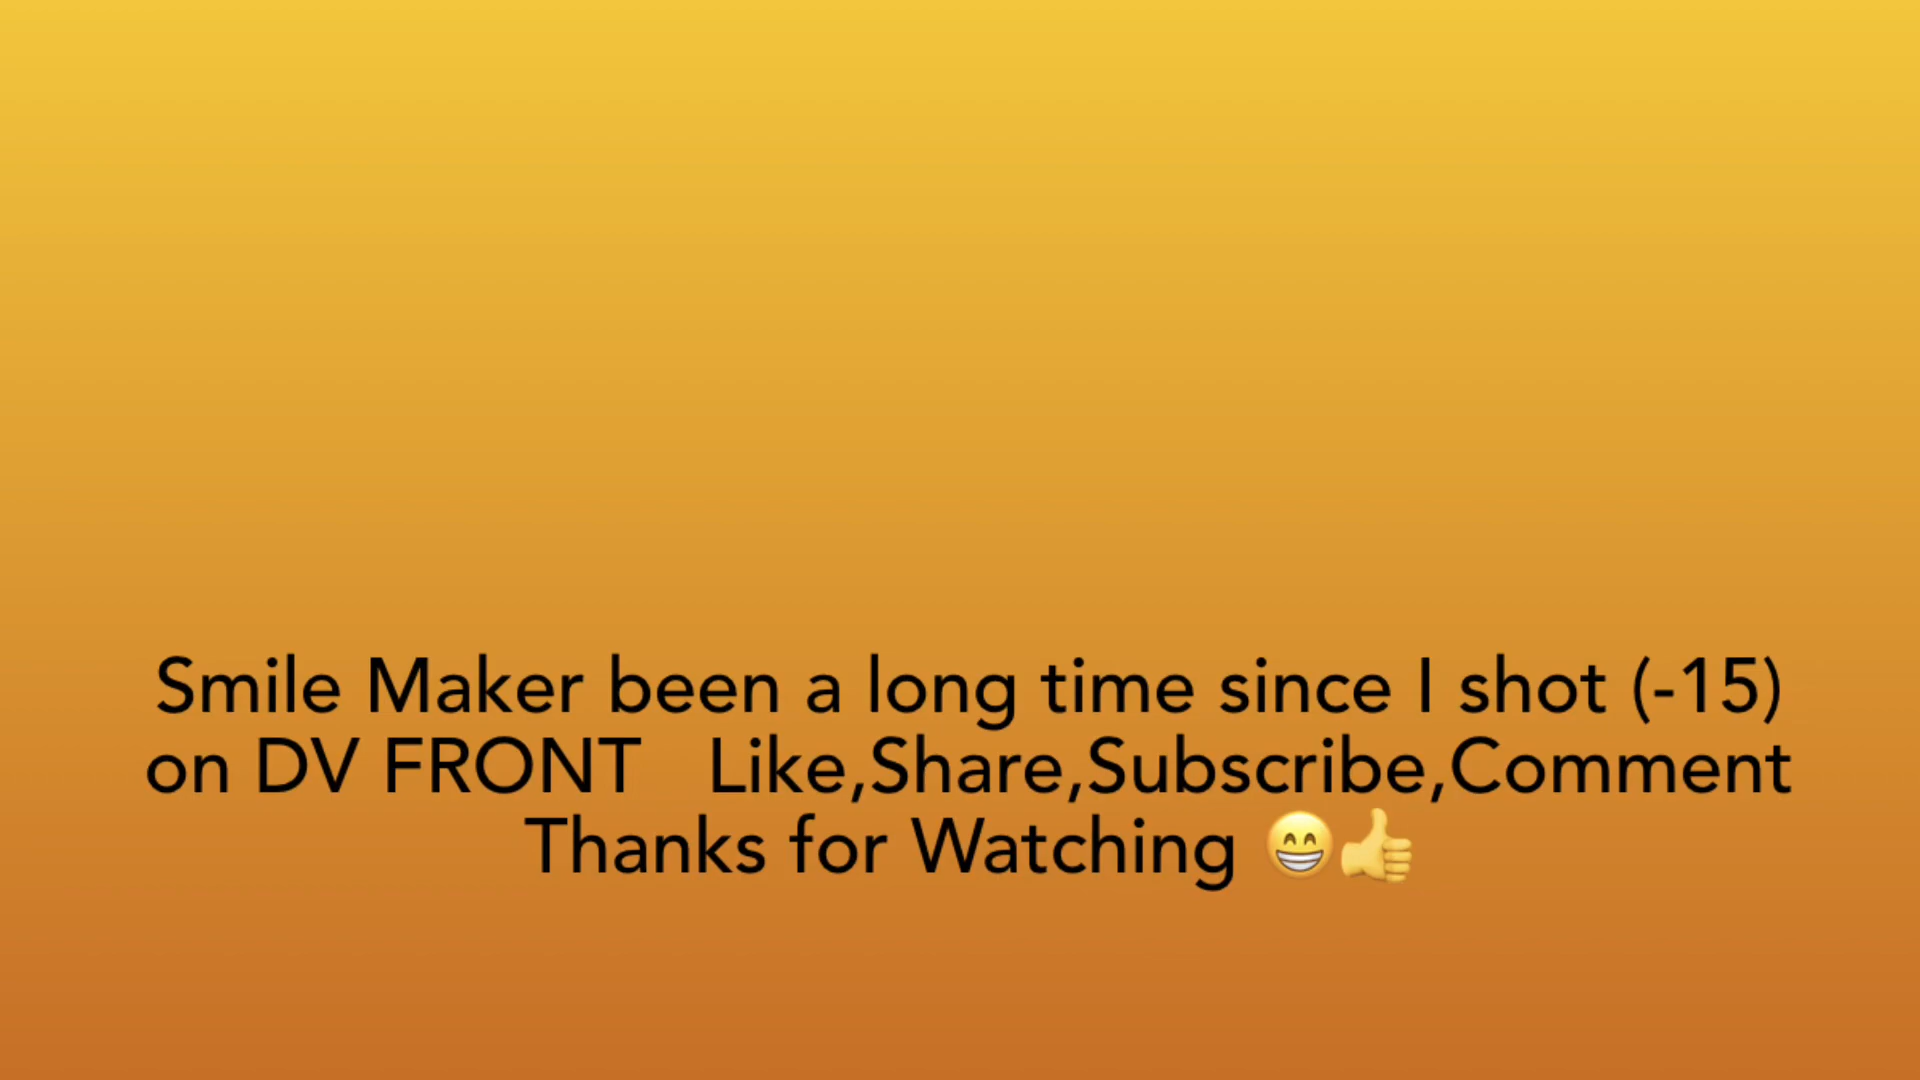 Smile Maker been a long time since I shot (-15)
on DV FRONT   Like,Share,Subscribe,Comment
Thanks for Watching 😁👍